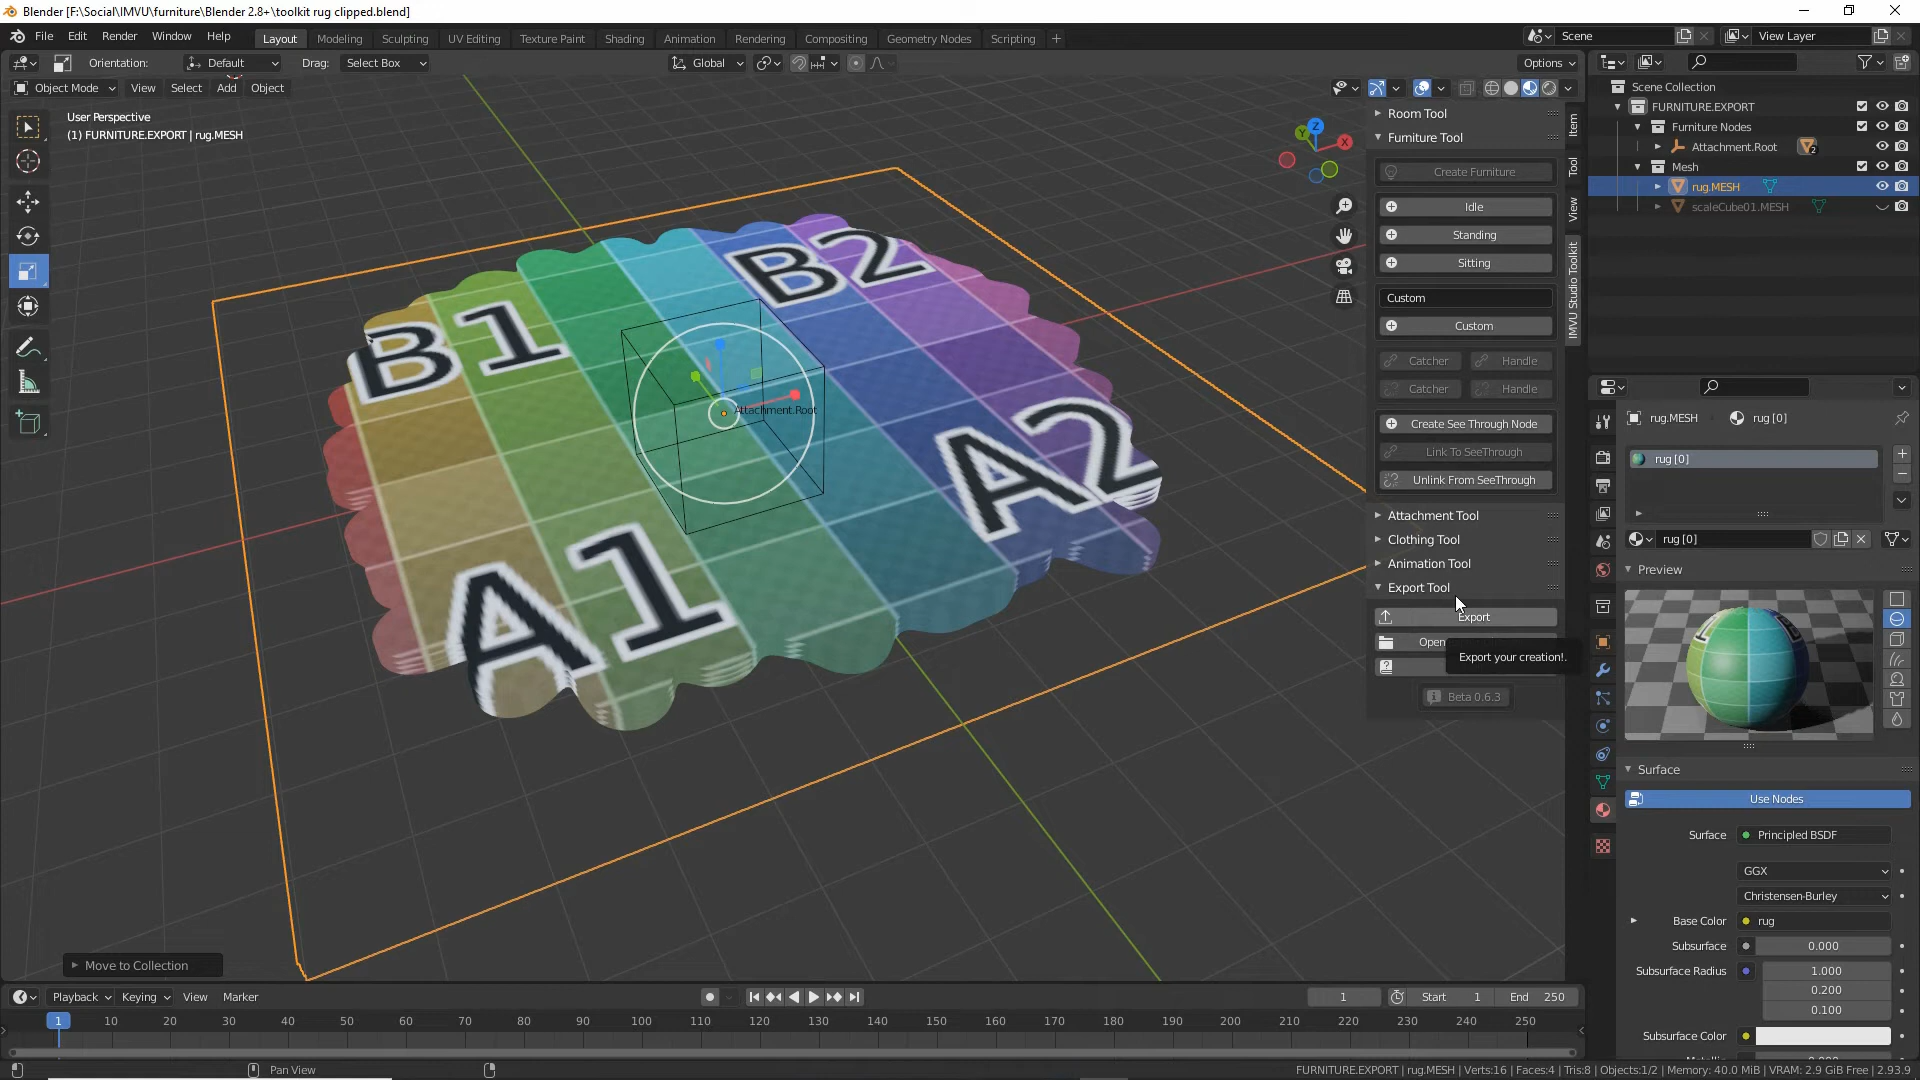 Blender [F:\Social\IMVU\furniture\Blender 2.8+\toolkit rug clipped.blend]
File Edit Render Window Help Layout Modeling Sculpting UV Editing Texture Paint Shading Animation Rendering Compositing Geometry Nodes Scripting + Scene View Layer
Orientation: Default Drag: Select Box Global Options
Object Mode View Select Add Object
User Perspective
(1) FURNITURE.EXPORT | rug.MESH
B1
B2
A1
A2
Attachment.Root
Z
Y
X
Room Tool
Furniture Tool
Create Furniture
Idle
Standing
Sitting
Custom
Custom
Catcher Handle
Catcher Handle
Create See Through Node
Link To SeeThrough
Unlink From SeeThrough
Attachment Tool
Clothing Tool
Animation Tool
Export Tool
Export
Open
Export your creation!.
Beta 0.6.3
Item
Tool
View
IMVU Studio Toolkit
Scene Collection
FURNITURE.EXPORT
Furniture Nodes
Attachment.Root 2
Mesh
rug.MESH
scaleCube01.MESH
rug.MESH rug [0]
rug [0]
rug [0]
Preview
Surface
Use Nodes
Surface Principled BSDF
GGX
Christensen-Burley
Base Color rug
Subsurface 0.000
Subsurface Radius 1.000
0.200
0.100
Subsurface Color
Move to Collection
Playback Keying View Marker 1 Start 1 End 250
1 10 20 30 40 50 60 70 80 90 100 110 120 130 140 150 160 170 180 190 200 210 220 230 240 250
Pan View
FURNITURE.EXPORT | rug.MESH | Verts:16 | Faces:4 | Tris:8 | Objects:1/2 | Memory: 40.0 MiB | VRAM: 2.9 GiB Free | 2.93.9